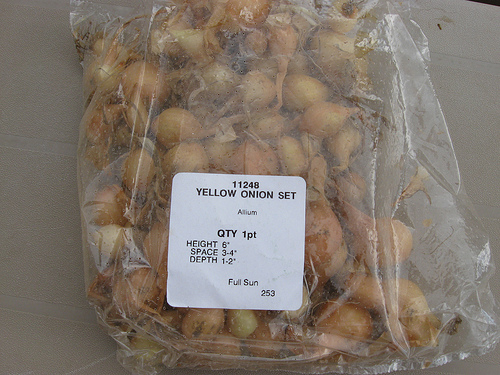 11248
YELLOW ONION SET
Allium
QTY 1pt
HEIGHT 6"
SPACE 3-4"
DEPTH 1-2"
Full Sun
253